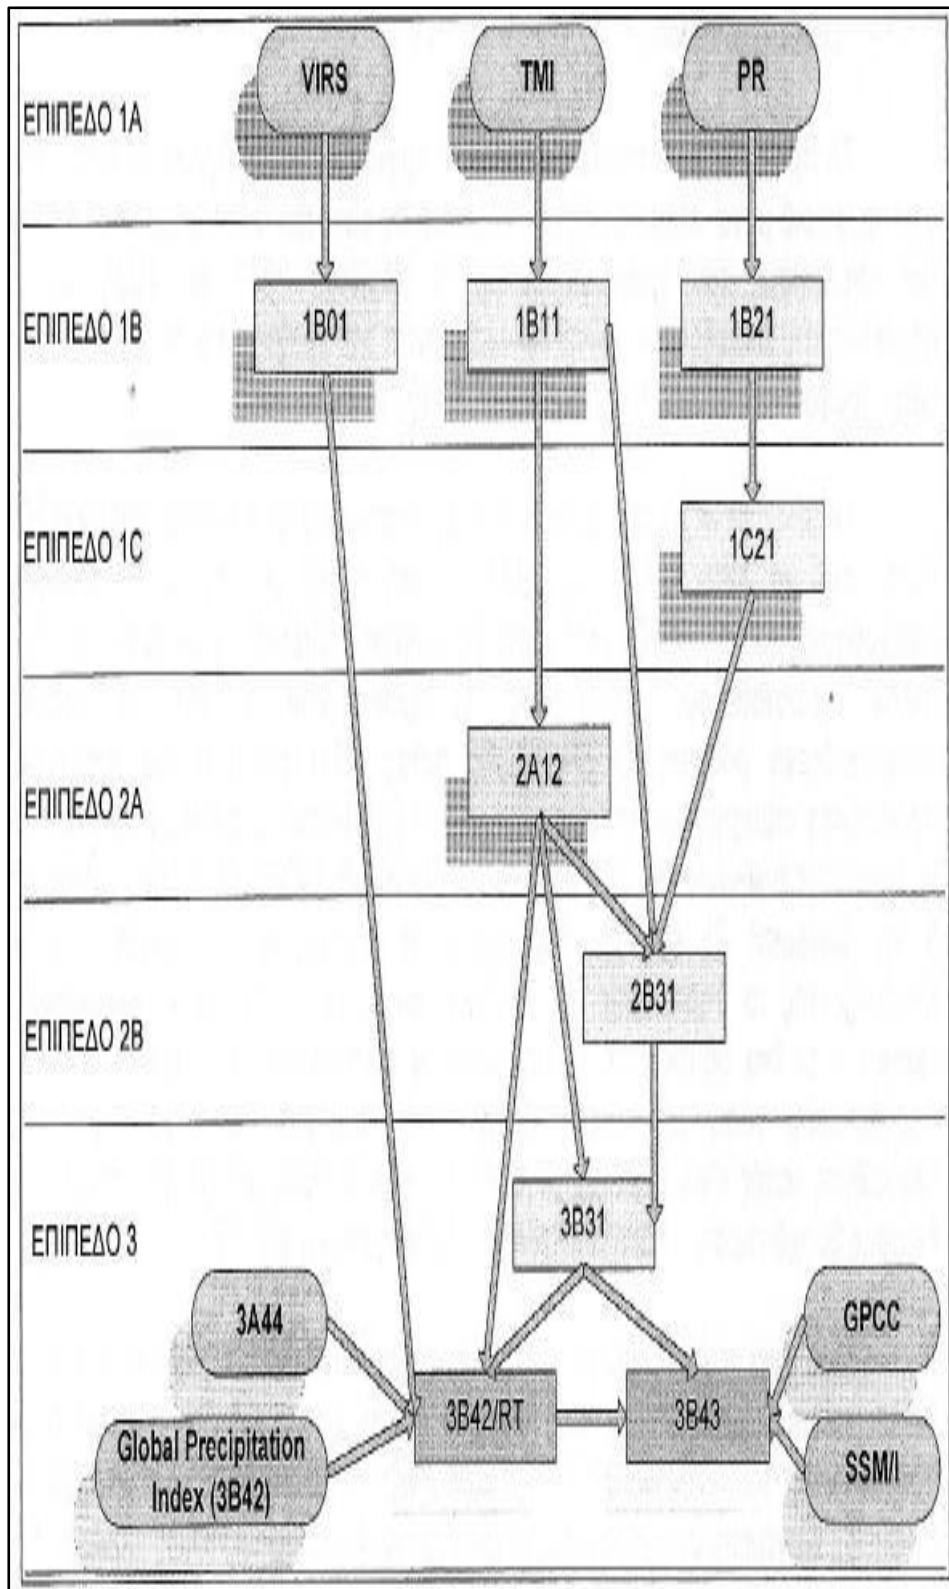 VIRS TMI PR
ΕΠΙΠΕΔΟ 1Α
ΕΠΙΠΕΔΟ 1Β
1B01 1B11 1B21
ΕΠΙΠΕΔΟ 1C
1C21
2A12
ΕΠΙΠΕΔΟ 2Α
2B31
ΕΠΙΠΕΔΟ 2Β
3B31
ΕΠΙΠΕΔΟ 3
3A44 GPCC
3B42/RT 3B43
Global Precipitation
Index (3B42)
SSM/I